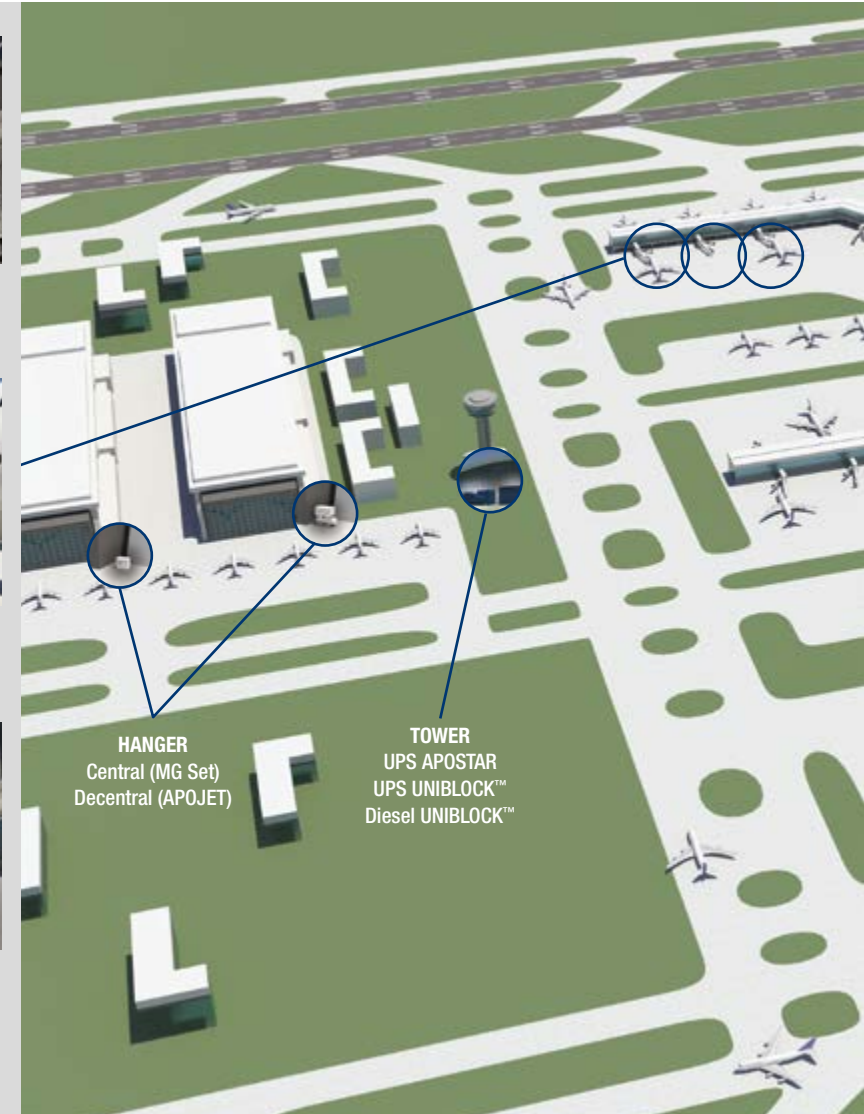 HANGER
Central (MG Set)
Decentral (APOJET)
TOWER
UPS APOSTAR
UPS UNIBLOCK™
Diesel UNIBLOCK™